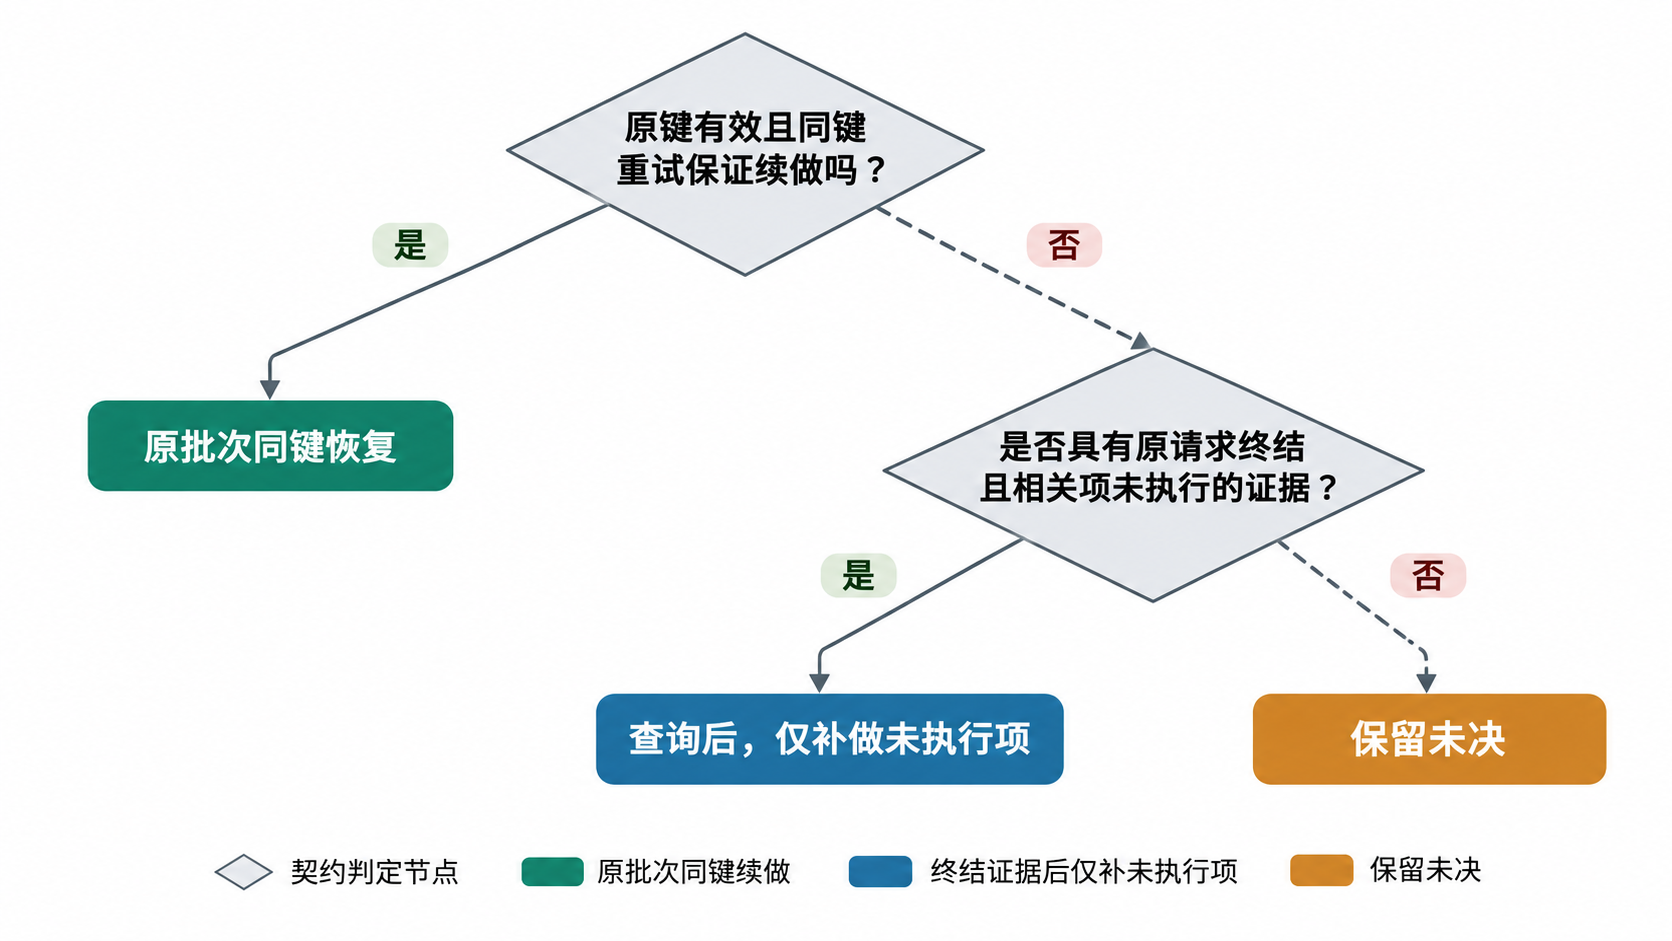 原键有效且同键
重试保证续做吗？
是
否
原批次同键恢复
是否具有原请求终结
且相关项未执行的证据？
是
否
查询后，仅补做未执行项
保留未决
契约判定节点
原批次同键续做
终结证据后仅补未执行项
保留未决